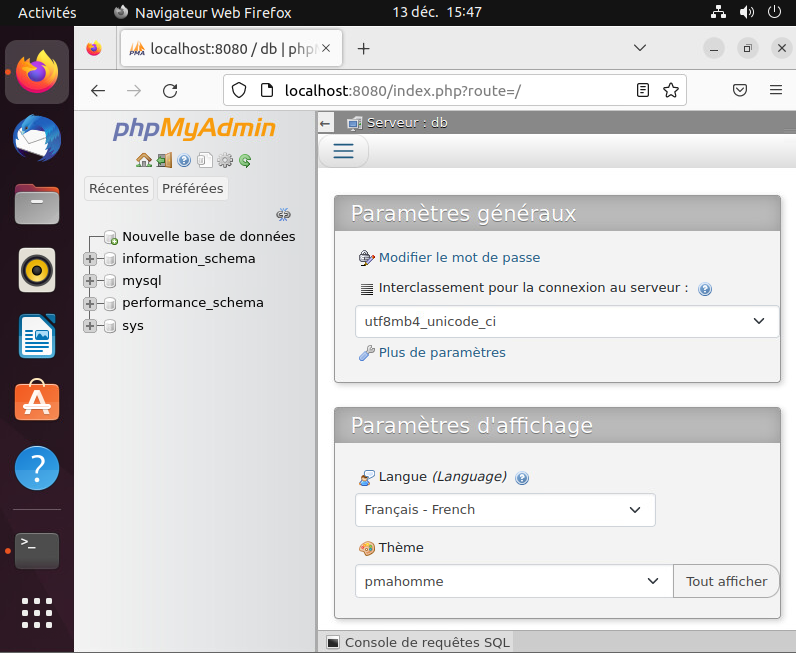 Activités
Navigateur Web Firefox
13 déc. 15:47
localhost:8080 / db | phpM
localhost:8080/index.php?route=/
phpMyAdmin
Récentes
Préférées
Nouvelle base de données
information_schema
mysql
performance_schema
sys
Serveur : db
Paramètres généraux
Modifier le mot de passe
Interclassement pour la connexion au serveur :
utf8mb4_unicode_ci
Plus de paramètres
Paramètres d'affichage
Langue (Language)
Français - French
Thème
pmahomme
Tout afficher
Console de requêtes SQL